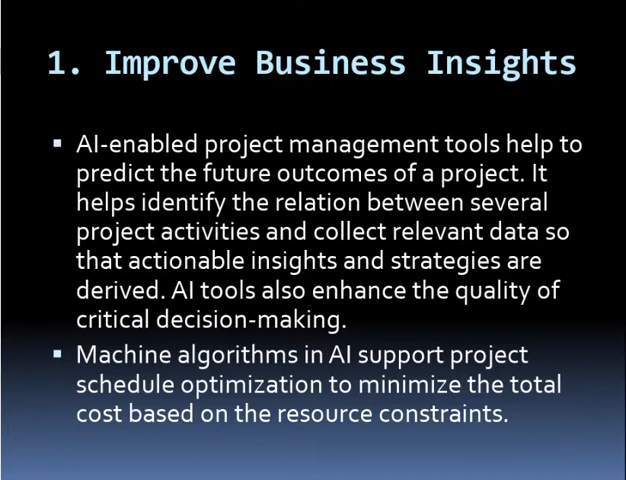 1. Improve Business Insights
▪ AI-enabled project management tools help to
predict the future outcomes of a project. It
helps identify the relation between several
project activities and collect relevant data so
that actionable insights and strategies are
derived. AI tools also enhance the quality of
critical decision-making.
▪ Machine algorithms in AI support project
schedule optimization to minimize the total
cost based on the resource constraints.